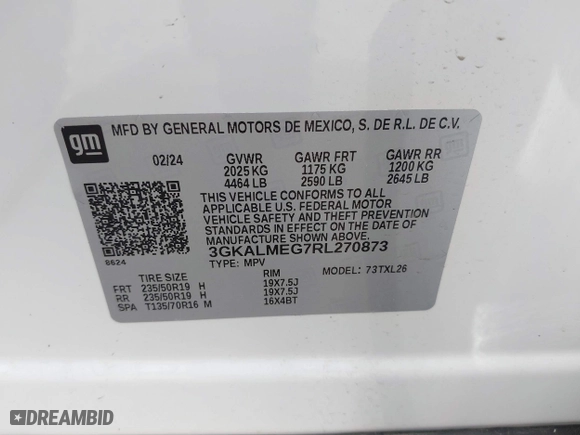 gm
MFD BY GENERAL MOTORS DE MEXICO, S. DE R.L. DE C.V.
02/24 GVWR GAWR FRT GAWR RR
2025 KG 1175 KG 1200 KG
4464 LB 2590 LB 2645 LB
THIS VEHICLE CONFORMS TO ALL
APPLICABLE U.S. FEDERAL MOTOR
VEHICLE SAFETY AND THEFT PREVENTION
STANDARDS IN EFFECT ON THE DATE OF
MANUFACTURE SHOWN ABOVE.
3GKALMEG7RL270873
8624 TYPE: MPV
TIRE SIZE RIM MODEL: 73TXL26
FRT 235/50R19 H 19X7.5J
RR 235/50R19 H 19X7.5J
SPA T135/70R16 M 16X4BT
DREAMBID